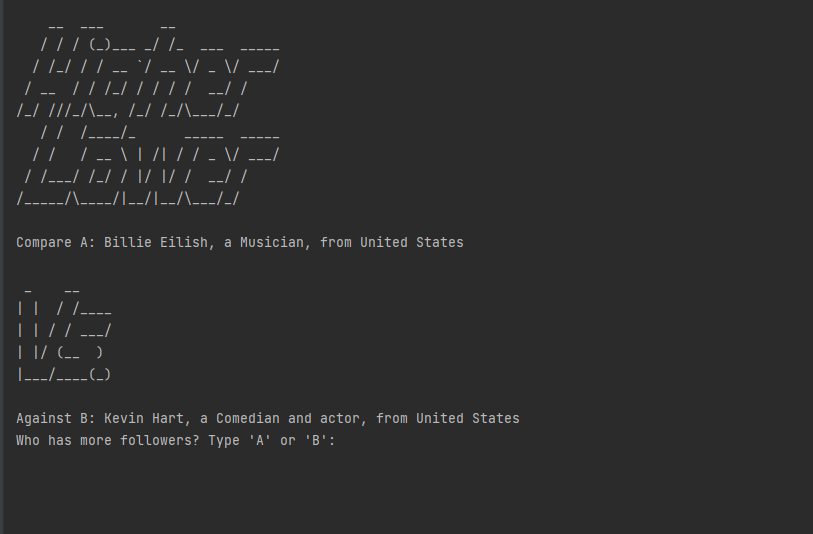 __  ___       __
   / / / (_)___ _/ /_  ___  _____
  / /_/ / / __ `/ __ \/ _ \/ ___/
 / __  / / /_/ / / / /  __/ /
/_/ ///_/\__, /_/ /_/\___/_/
   / /  /____/_      _____  _____
  / /   / __ \ | /| / / _ \/ ___/
 / /___/ /_/ / |/ |/ /  __/ /
/_____/\____/|__/|__/\___/_/
Compare A: Billie Eilish, a Musician, from United States
 _    __
| |  / /____
| | / / ___/
| |/ (__  )
|___/____(_)
Against B: Kevin Hart, a Comedian and actor, from United States
Who has more followers? Type 'A' or 'B':